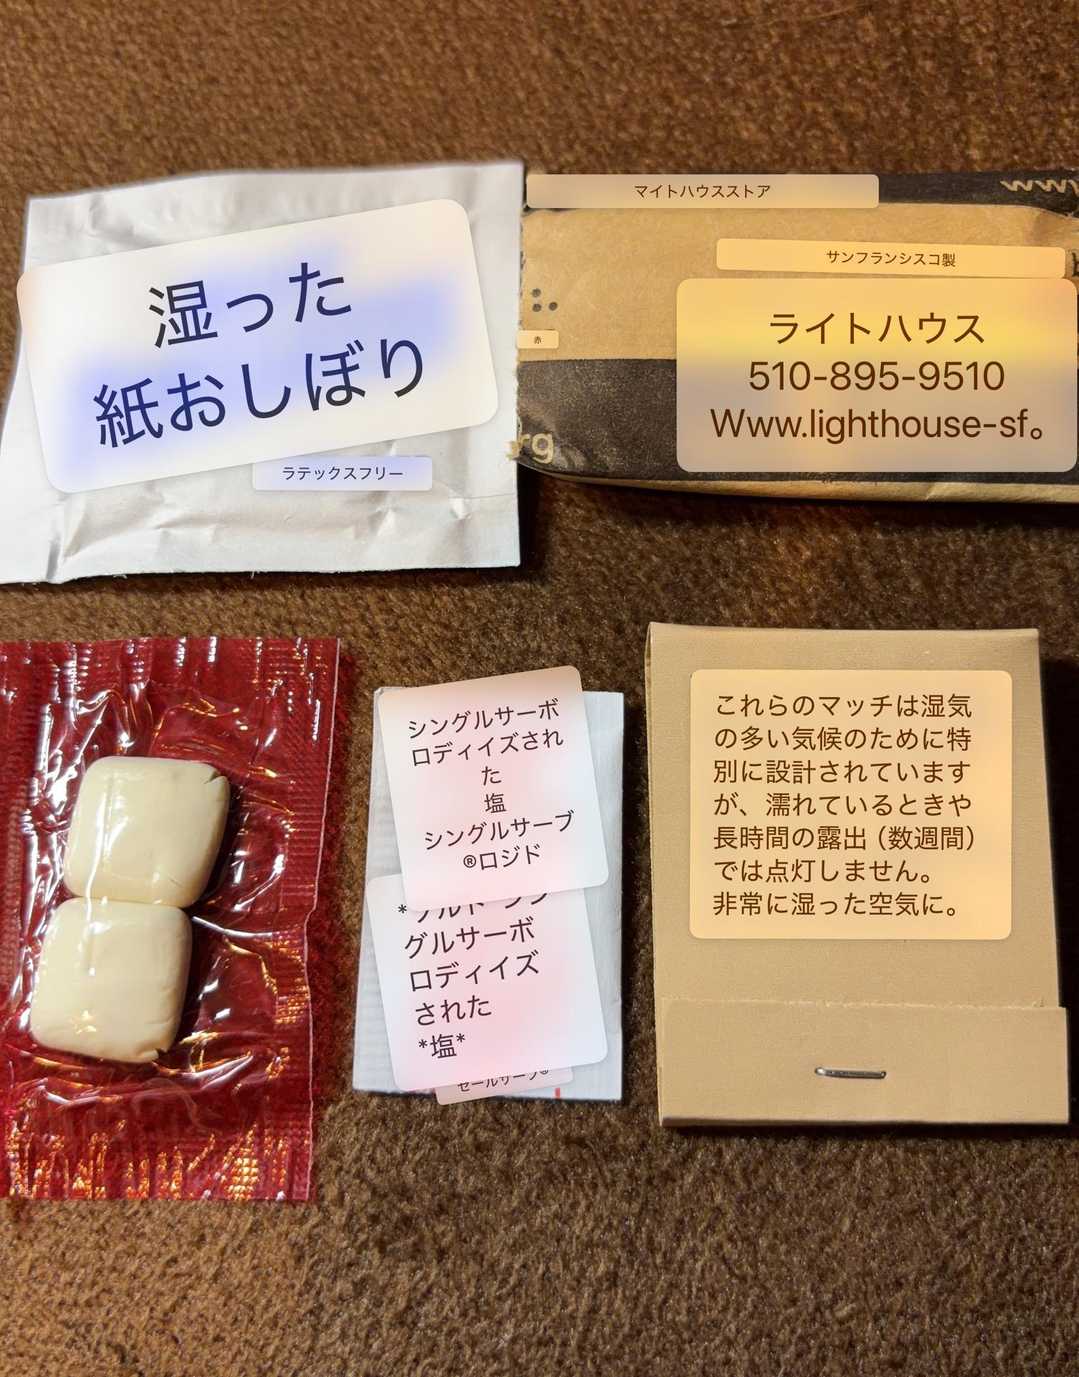 湿った
紙おしぼり
ラテックスフリー
マイトハウスストア
サンフランシスコ製
赤
ライトハウス
510-895-9510
Www.lighthouse-sf。
rg
シングルサーボ
ロディイズされ
た
塩
シングルサーブ
®ロジド
グルサーボ
ロディイズ
された
*塩*
セールサーブ®
これらのマッチは湿気
の多い気候のために特
別に設計されています
が、濡れているときや
長時間の露出（数週間）
では点灯しません。
非常に湿った空気に。